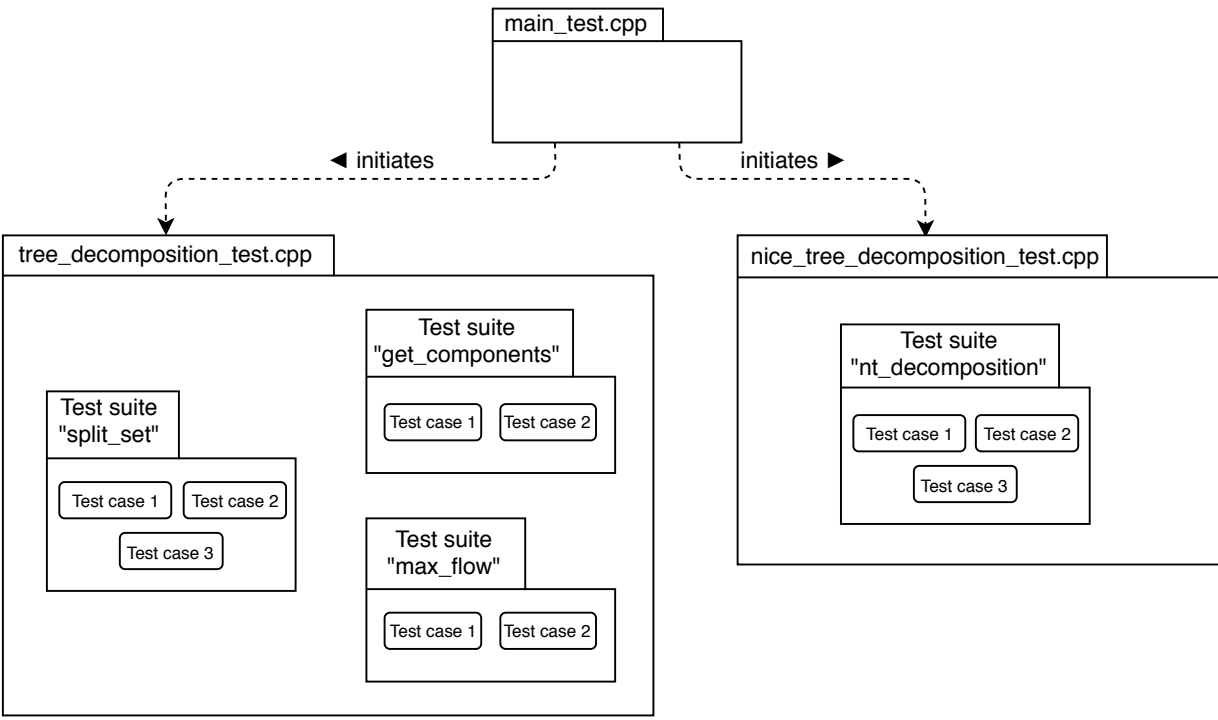 main_test.cpp
◄ initiates
initiates ►
tree_decomposition_test.cpp
Test suite
"split_set"
Test case 1
Test case 2
Test case 3
Test suite
"get_components"
Test case 1
Test case 2
Test suite
"max_flow"
Test case 1
Test case 2
nice_tree_decomposition_test.cpp
Test suite
"nt_decomposition"
Test case 1
Test case 2
Test case 3